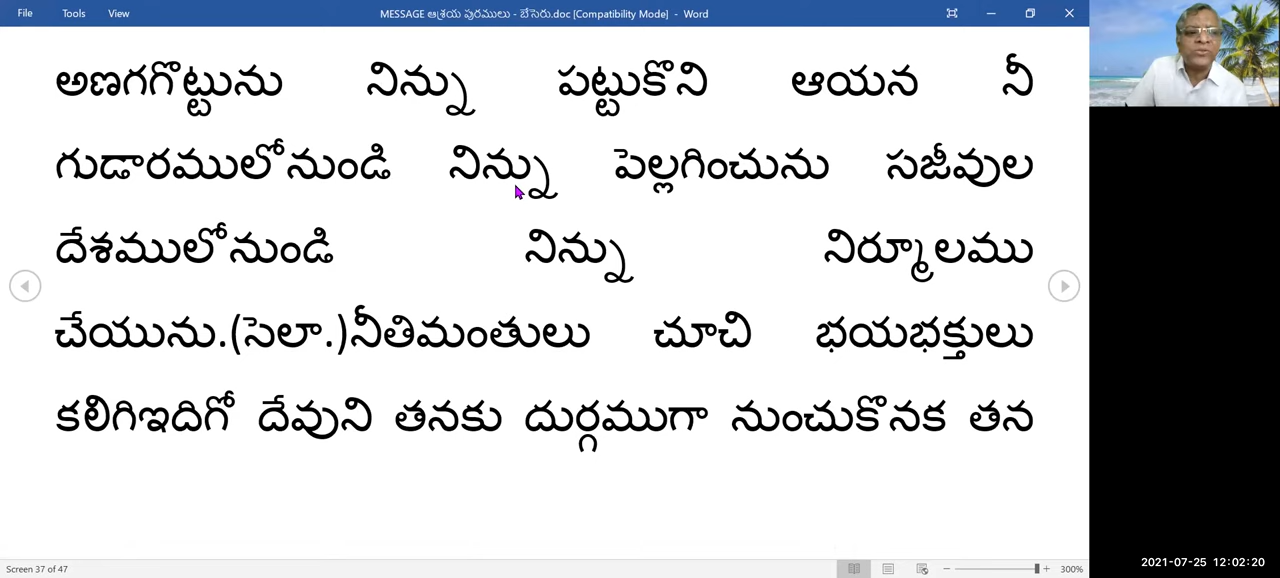 File Tools View MESSAGE ఆశ్రయ పురములు - బేసెరు.doc [Compatibility Mode] - Word
అణగగొట్టును నిన్ను పట్టుకొని ఆయన నీ
గుడారములోనుండి నిన్ను పెల్లగించును సజీవుల
దేశములోనుండి నిన్ను నిర్మూలము
చేయును.(సెలా.)నీతిమంతులు చూచి భయభక్తులు
కలిగిఇదిగో దేవుని తనకు దుర్గముగా నుంచుకొనక తన
2021-07-25 12:02:20
Screen 37 of 47 300%